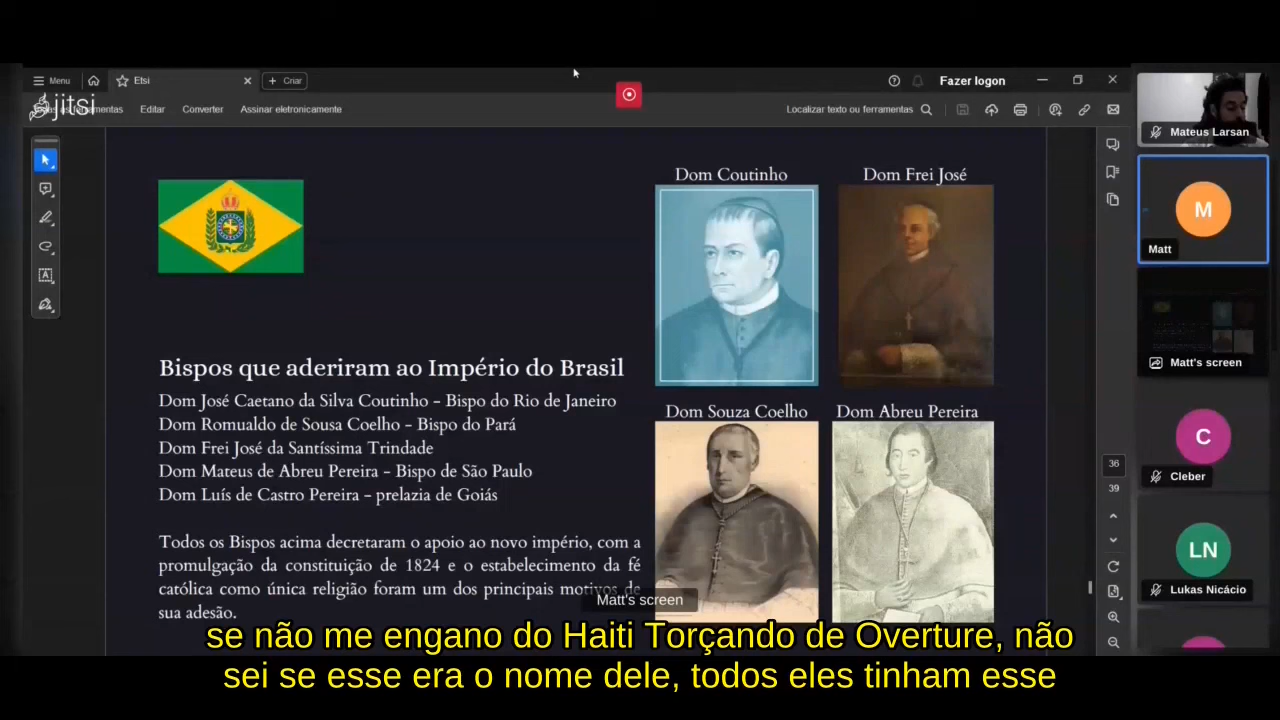 Menu
Etsi
Criar
Fazer logon
jitsi
Editar
Converter
Assinar eletronicamente
Localizar texto ou ferramentas
Mateus Larsan
M
Matt
Matt's screen
C
Cleber
LN
Lukas Nicácio
36
39
Dom Coutinho
Dom Frei José
Dom Souza Coelho
Dom Abreu Pereira
Bispos que aderiram ao Império do Brasil
Dom José Caetano da Silva Coutinho - Bispo do Rio de Janeiro
Dom Romualdo de Sousa Coelho - Bispo do Pará
Dom Frei José da Santíssima Trindade
Dom Mateus de Abreu Pereira - Bispo de São Paulo
Dom Luís de Castro Pereira - prelazia de Goiás
Todos os Bispos acima decretaram o apoio ao novo império, com a
promulgação da constituição de 1824 e o estabelecimento da fé
católica como única religião foram um dos principais motivos de
sua adesão.
Matt's screen
se não me engano do Haiti Torçando de Overture, não
sei se esse era o nome dele, todos eles tinham esse